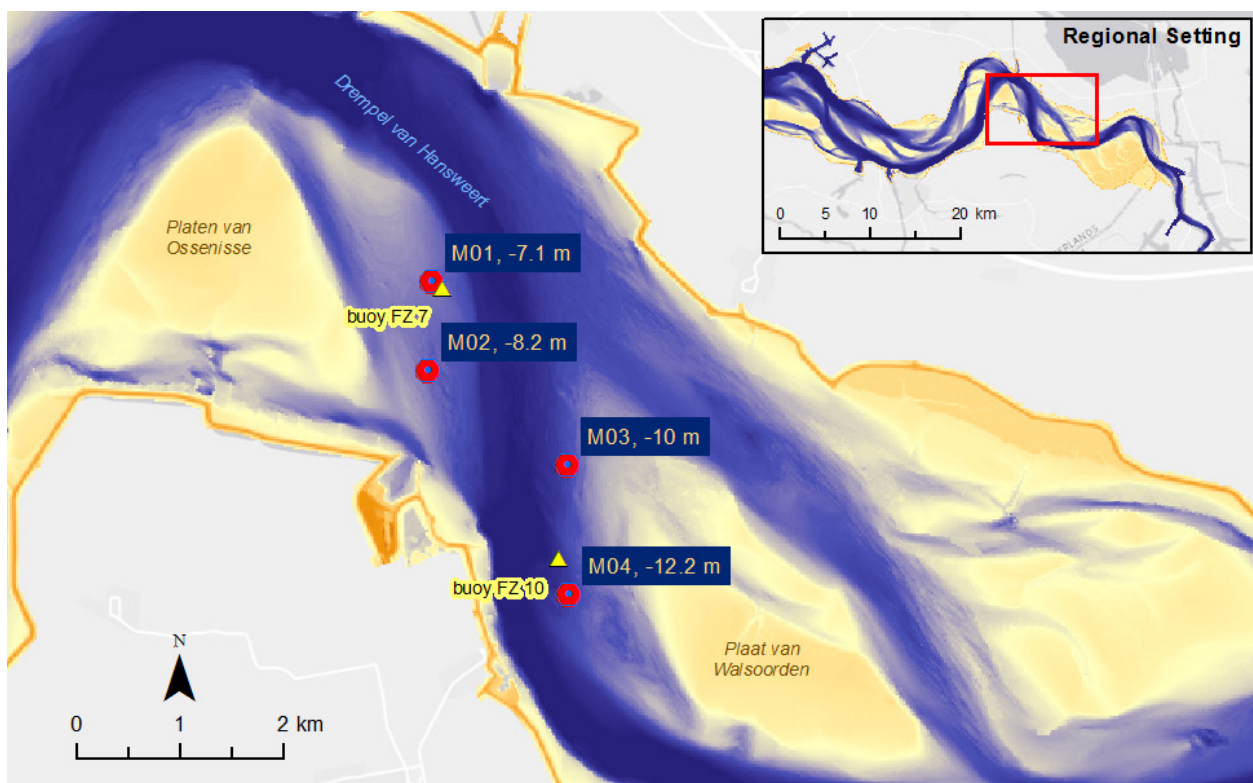 Regional Setting
0 5 10 20 km
Drempel van Hansweert
Platen van
Ossenisse
M01, -7.1 m
buoy FZ 7
M02, -8.2 m
M03, -10 m
M04, -12.2 m
buoy FZ 10
Plaat van
Walsoorden
N
0 1 2 km